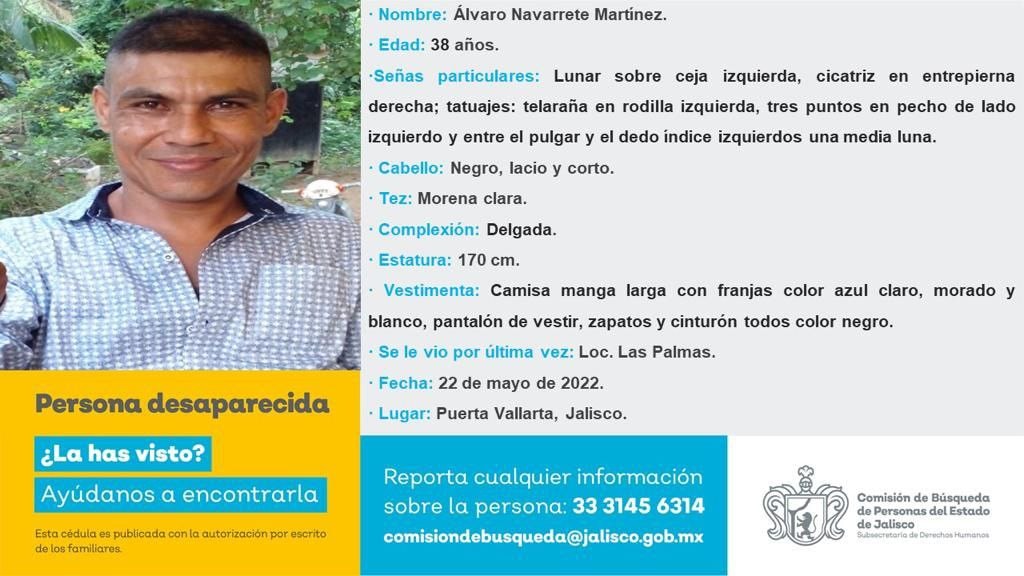 · Nombre: Álvaro Navarrete Martínez.
· Edad: 38 años.
·Señas particulares: Lunar sobre ceja izquierda, cicatriz en entrepierna
derecha; tatuajes: telaraña en rodilla izquierda, tres puntos en pecho de lado
izquierdo y entre el pulgar y el dedo índice izquierdos una media luna.
· Cabello: Negro, lacio y corto.
· Tez: Morena clara.
· Complexión: Delgada.
· Estatura: 170 cm.
· Vestimenta: Camisa manga larga con franjas color azul claro, morado y
blanco, pantalón de vestir, zapatos y cinturón todos color negro.
· Se le vio por última vez: Loc. Las Palmas.
· Fecha: 22 de mayo de 2022.
· Lugar: Puerta Vallarta, Jalisco.
Persona desaparecida
¿La has visto?
Ayúdanos a encontrarla
Esta cédula es publicada con la autorización por escrito
de los familiares.
Reporta cualquier información
sobre la persona: 33 3145 6314
comisiondebusqueda@jalisco.gob.mx
Comisión de Búsqueda
de Personas del Estado
de Jalisco
Subsecretaría de Derechos Humanos